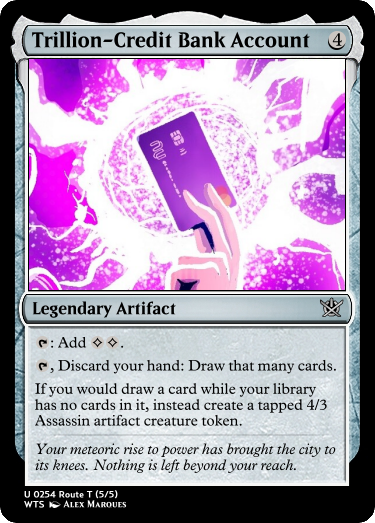 Trillion-Credit Bank Account 4
Legendary Artifact
: Add .
, Discard your hand: Draw that many cards.
If you would draw a card while your library
has no cards in it, instead create a tapped 4/3
Assassin artifact creature token.
Your meteoric rise to power has brought the city to
its knees. Nothing is left beyond your reach.
U 0254 Route T (5/5)
WTS Alex Marques